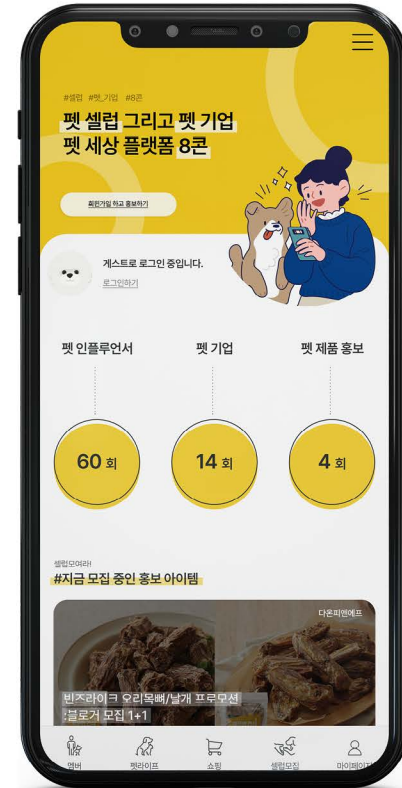 #셀럽 #펫_기업 #8콘
펫 셀럽 그리고 펫 기업
펫 세상 플랫폼 8콘
회원가입 하고 홍보하기
게스트로 로그인 중입니다.
로그인하기
펫 인플루언서 펫 기업 펫 제품 홍보
60 회 14 회 4 회
셀럽모여라!
#지금 모집 중인 홍보 아이템
다온피앤에프
빈즈라이크 오리목뼈/날개 프로모션
:블로거 모집 1+1
멤버 펫라이프 쇼핑 셀럽모집 마이페이지